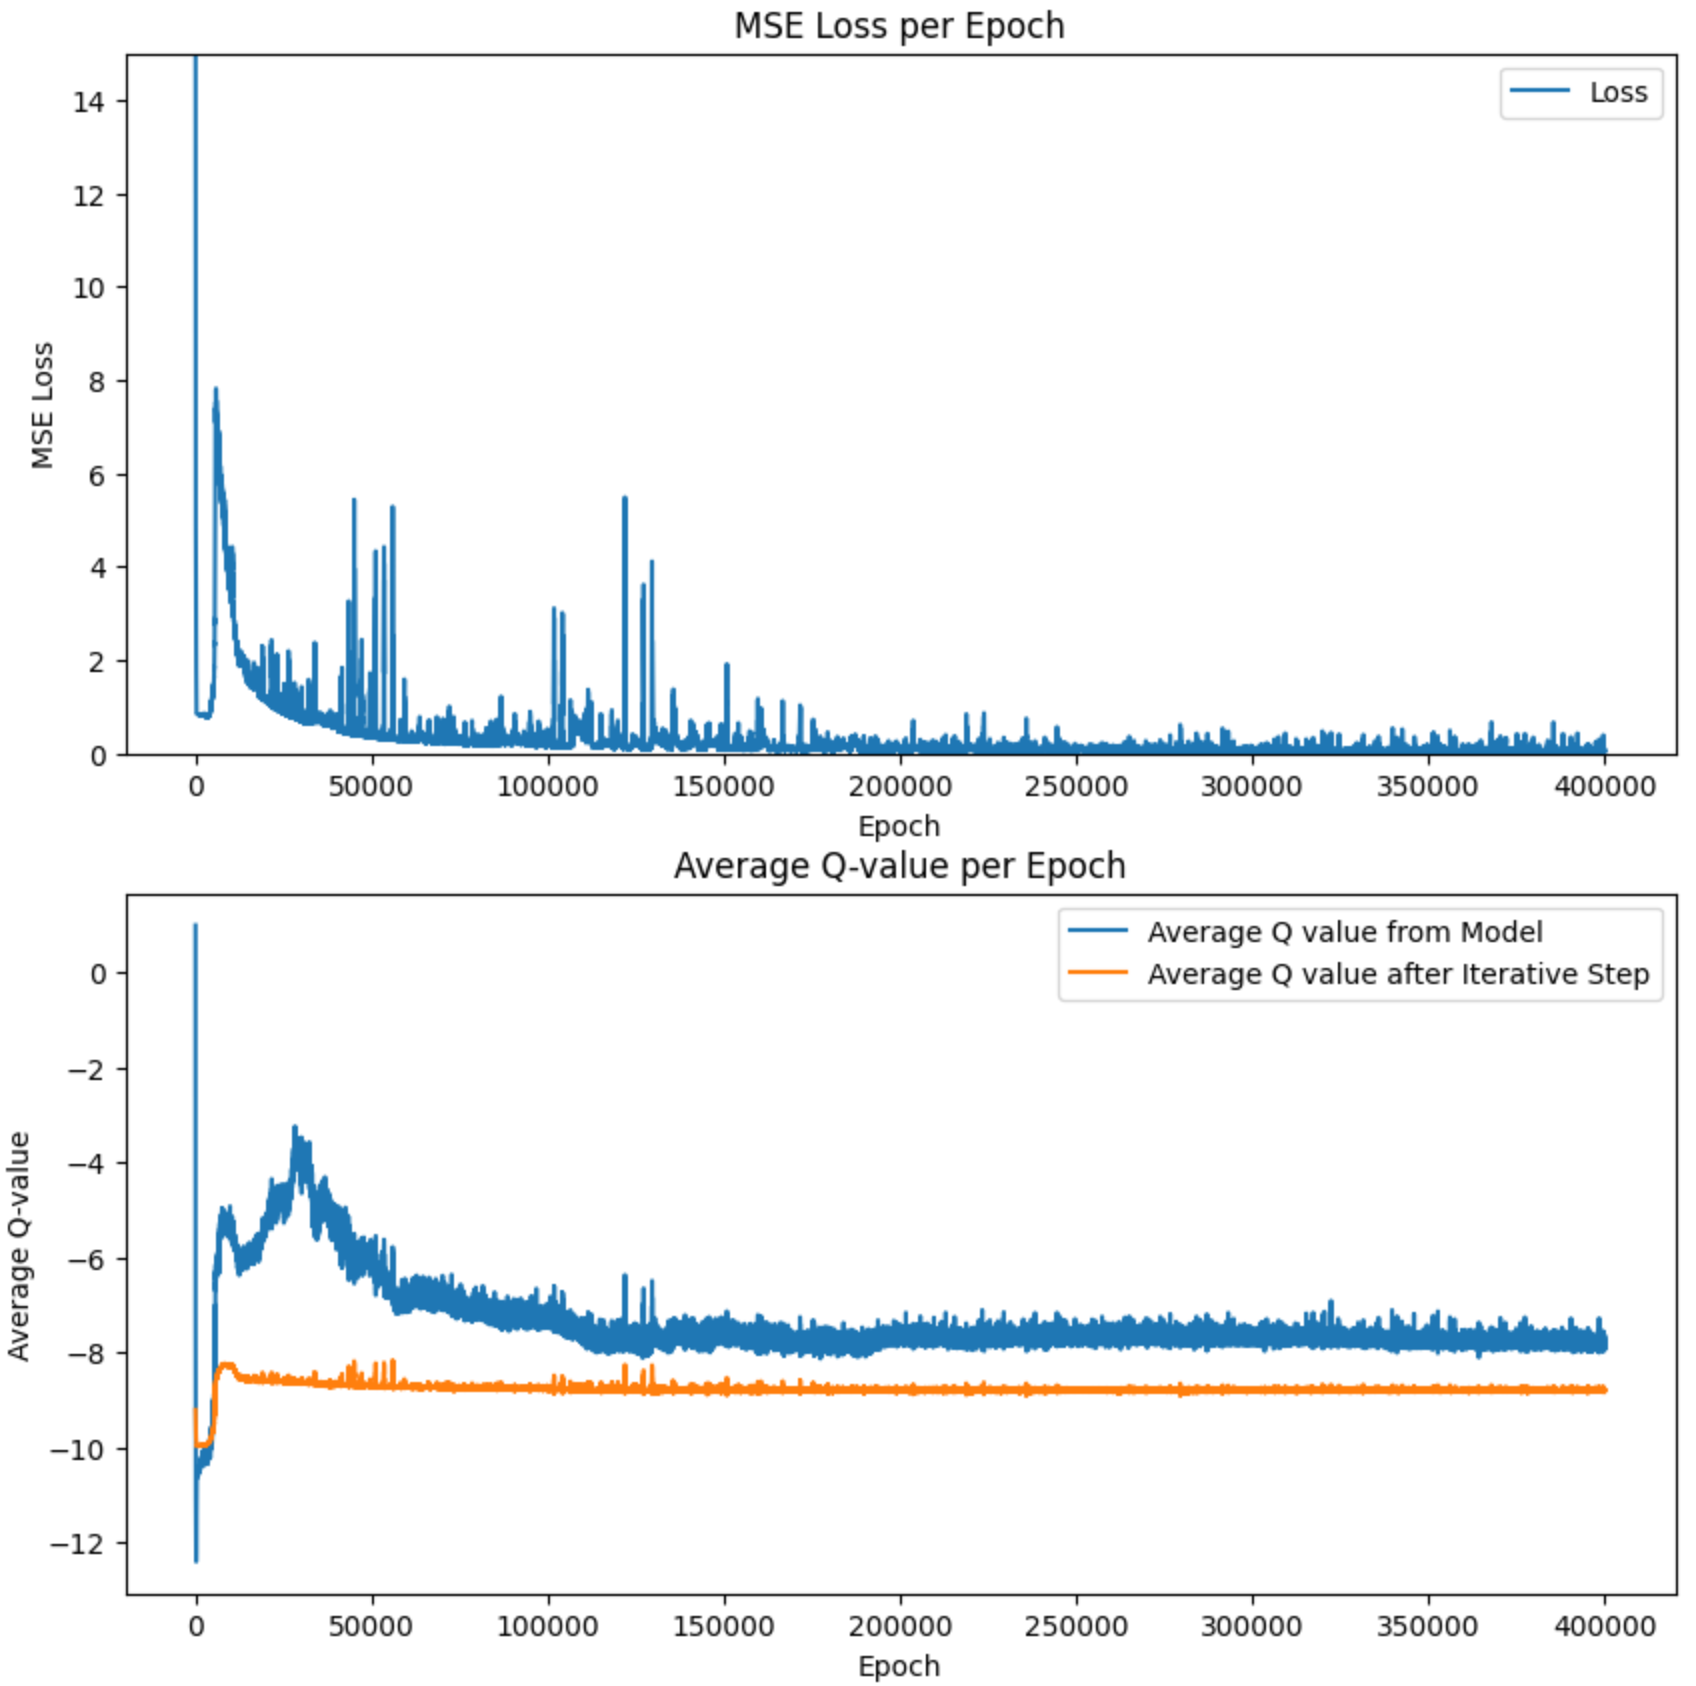 MSE Loss per Epoch
Loss
14
12
10
8
6
4
2
0
MSE Loss
0 50000 100000 150000 200000 250000 300000 350000 400000
Epoch
Average Q-value per Epoch
Average Q value from Model
Average Q value after Iterative Step
0
−2
−4
−6
−8
−10
−12
Average Q-value
0 50000 100000 150000 200000 250000 300000 350000 400000
Epoch